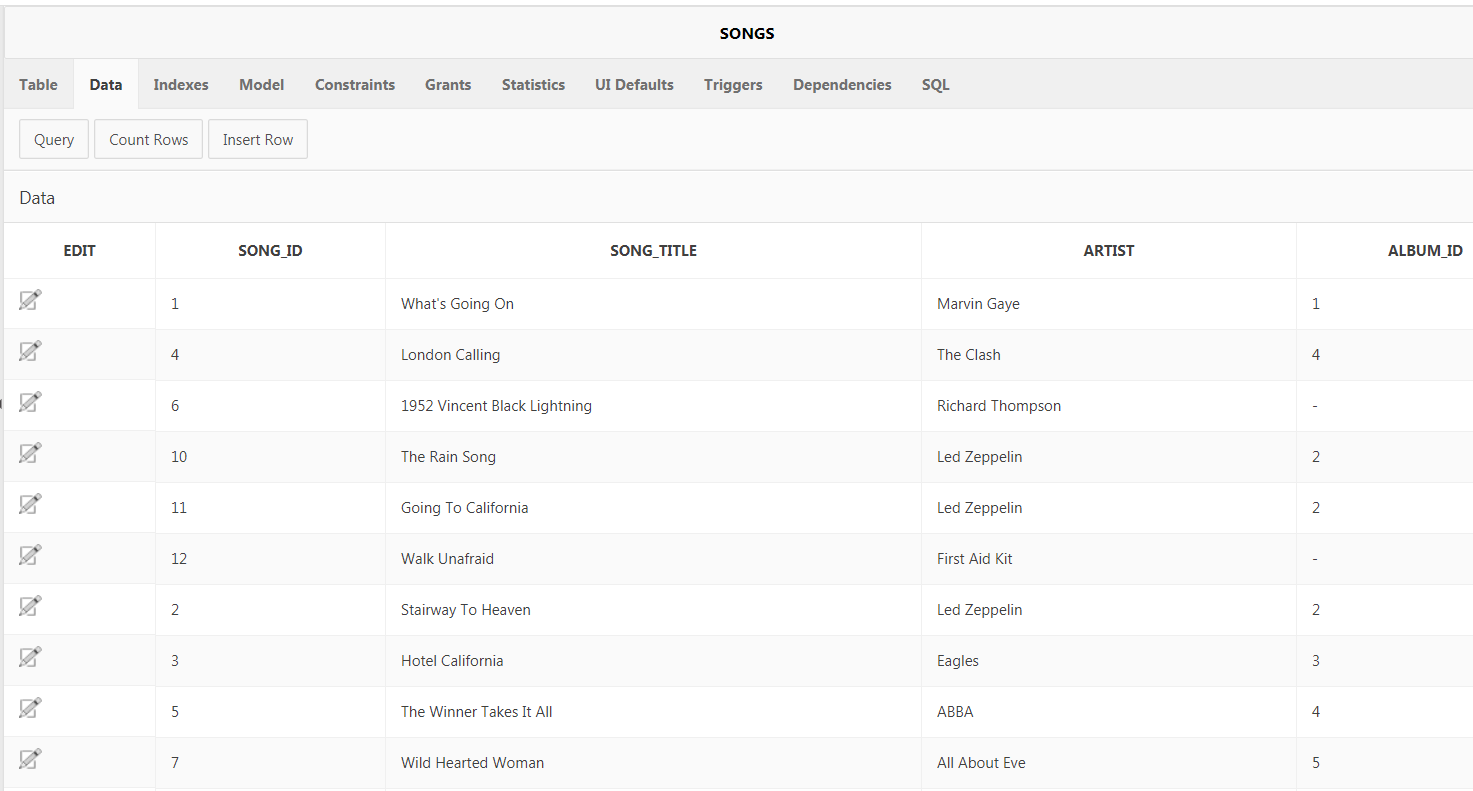 SONGS
Table Data Indexes Model Constraints Grants Statistics UI Defaults Triggers Dependencies SQL
Query Count Rows Insert Row
Data
EDIT SONG_ID SONG_TITLE ARTIST ALBUM_ID
1 What's Going On Marvin Gaye 1
4 London Calling The Clash 4
6 1952 Vincent Black Lightning Richard Thompson -
10 The Rain Song Led Zeppelin 2
11 Going To California Led Zeppelin 2
12 Walk Unafraid First Aid Kit -
2 Stairway To Heaven Led Zeppelin 2
3 Hotel California Eagles 3
5 The Winner Takes It All ABBA 4
7 Wild Hearted Woman All About Eve 5